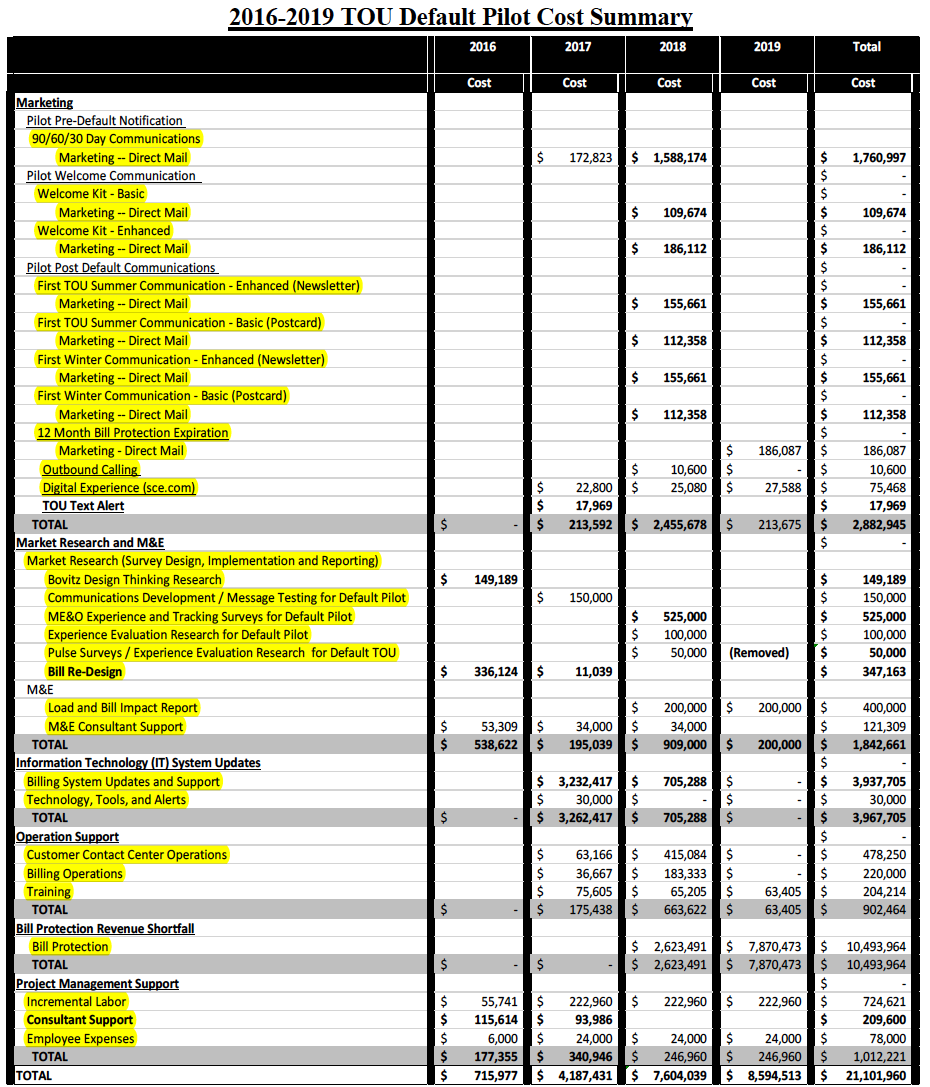 2016-2019 TOU Default Pilot Cost Summary
2016 2017 2018 2019 Total
Cost Cost Cost Cost Cost
Marketing
Pilot Pre-Default Notification
90/60/30 Day Communications
Marketing -- Direct Mail $ 172,823 $ 1,588,174 $ 1,760,997
Pilot Welcome Communication $ -
Welcome Kit - Basic $ -
Marketing -- Direct Mail $ 109,674 $ 109,674
Welcome Kit - Enhanced $ -
Marketing -- Direct Mail $ 186,112 $ 186,112
Pilot Post Default Communications $ -
First TOU Summer Communication - Enhanced (Newsletter) $ -
Marketing -- Direct Mail $ 155,661 $ 155,661
First TOU Summer Communication - Basic (Postcard) $ -
Marketing -- Direct Mail $ 112,358 $ 112,358
First Winter Communication - Enhanced (Newsletter) $ -
Marketing -- Direct Mail $ 155,661 $ 155,661
First Winter Communication - Basic (Postcard) $ -
Marketing -- Direct Mail $ 112,358 $ 112,358
12 Month Bill Protection Expiration $ -
Marketing - Direct Mail $ 186,087 $ 186,087
Outbound Calling $ 10,600 $ - $ 10,600
Digital Experience (sce.com) $ 22,800 $ 25,080 $ 27,588 $ 75,468
TOU Text Alert $ 17,969 $ 17,969
TOTAL $ - $ 213,592 $ 2,455,678 $ 213,675 $ 2,882,945
Market Research and M&E $ -
Market Research (Survey Design, Implementation and Reporting)
Bovitz Design Thinking Research $ 149,189 $ 149,189
Communications Development / Message Testing for Default Pilot $ 150,000 $ 150,000
ME&O Experience and Tracking Surveys for Default Pilot $ 525,000 $ 525,000
Experience Evaluation Research for Default Pilot $ 100,000 $ 100,000
Pulse Surveys / Experience Evaluation Research for Default TOU $ 50,000 (Removed) $ 50,000
Bill Re-Design $ 336,124 $ 11,039 $ 347,163
M&E
Load and Bill Impact Report $ 200,000 $ 200,000 $ 400,000
M&E Consultant Support $ 53,309 $ 34,000 $ 34,000 $ 121,309
TOTAL $ 538,622 $ 195,039 $ 909,000 $ 200,000 $ 1,842,661
Information Technology (IT) System Updates $ -
Billing System Updates and Support $ 3,232,417 $ 705,288 $ - $ 3,937,705
Technology, Tools, and Alerts $ 30,000 $ - $ - $ 30,000
TOTAL $ - $ 3,262,417 $ 705,288 $ - $ 3,967,705
Operation Support $ -
Customer Contact Center Operations $ 63,166 $ 415,084 $ - $ 478,250
Billing Operations $ 36,667 $ 183,333 $ - $ 220,000
Training $ 75,605 $ 65,205 $ 63,405 $ 204,214
TOTAL $ - $ 175,438 $ 663,622 $ 63,405 $ 902,464
Bill Protection Revenue Shortfall
Bill Protection $ 2,623,491 $ 7,870,473 $ 10,493,964
TOTAL $ - $ - $ 2,623,491 $ 7,870,473 $ 10,493,964
Project Management Support $ -
Incremental Labor $ 55,741 $ 222,960 $ 222,960 $ 222,960 $ 724,621
Consultant Support $ 115,614 $ 93,986 $ 209,600
Employee Expenses $ 6,000 $ 24,000 $ 24,000 $ 24,000 $ 78,000
TOTAL $ 177,355 $ 340,946 $ 246,960 $ 246,960 $ 1,012,221
TOTAL $ 715,977 $ 4,187,431 $ 7,604,039 $ 8,594,513 $ 21,101,960